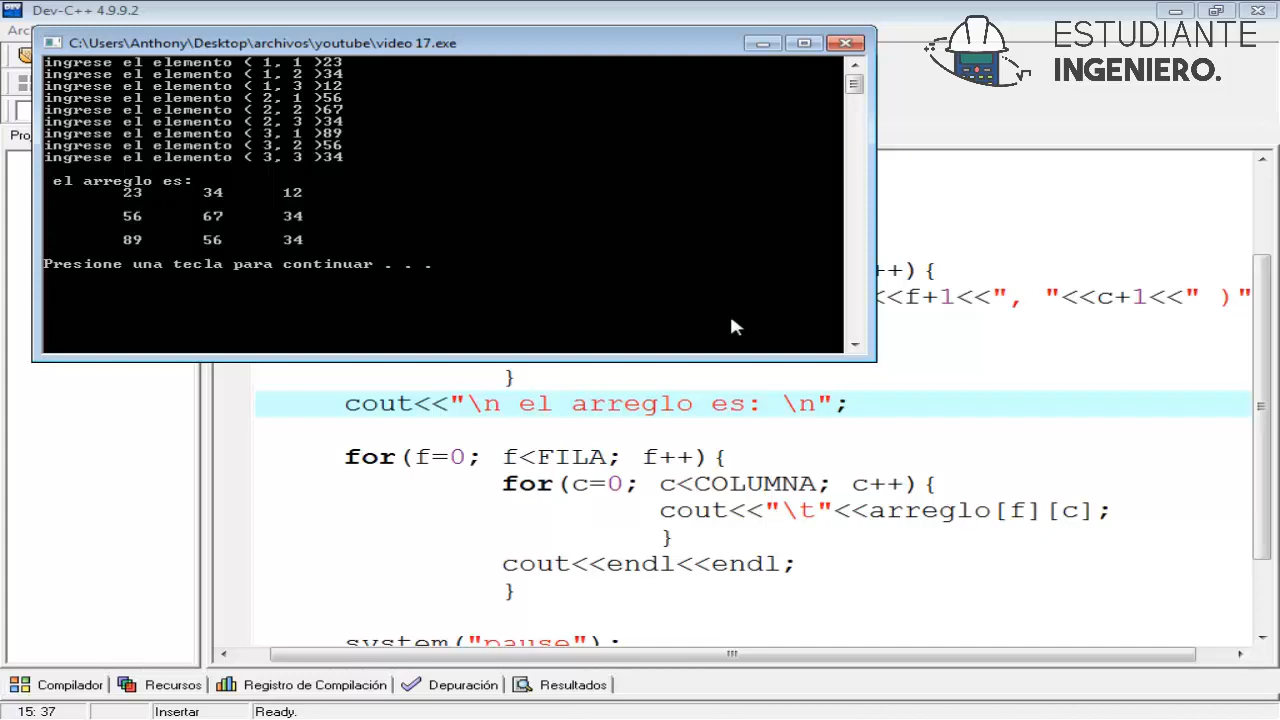 Dev-C++ 4.9.9.2
ESTUDIANTE
INGENIERO.
C:\Users\Anthony\Desktop\archivos\youtube\video 17.exe
ingrese el elemento ( 1, 1 )23
ingrese el elemento ( 1, 2 )34
ingrese el elemento ( 1, 3 )12
ingrese el elemento ( 2, 1 )56
ingrese el elemento ( 2, 2 )67
ingrese el elemento ( 2, 3 )34
ingrese el elemento ( 3, 1 )89
ingrese el elemento ( 3, 2 )56
ingrese el elemento ( 3, 3 )34
el arreglo es:
23 34 12
56 67 34
89 56 34
Presione una tecla para continuar . . .
++){
<<f+1<<", "<<c+1<<" )"
}
cout<<"\n el arreglo es: \n";
for(f=0; f<FILA; f++){
for(c=0; c<COLUMNA; c++){
cout<<"\t"<<arreglo[f][c];
}
cout<<endl<<endl;
}
system("pause");
Compilador Recursos Registro de Compilación Depuración Resultados
15: 37 Insertar Ready.